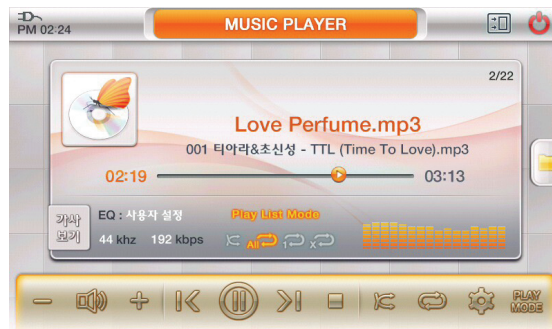 PM 02:24
MUSIC PLAYER
2/22
Love Perfume.mp3
001 티아라&초신성 - TTL (Time To Love).mp3
02:19
03:13
가사
보기
EQ : 사용자 설정
Play List Mode
44 khz 192 kbps
All
1
x
PLAY
MODE